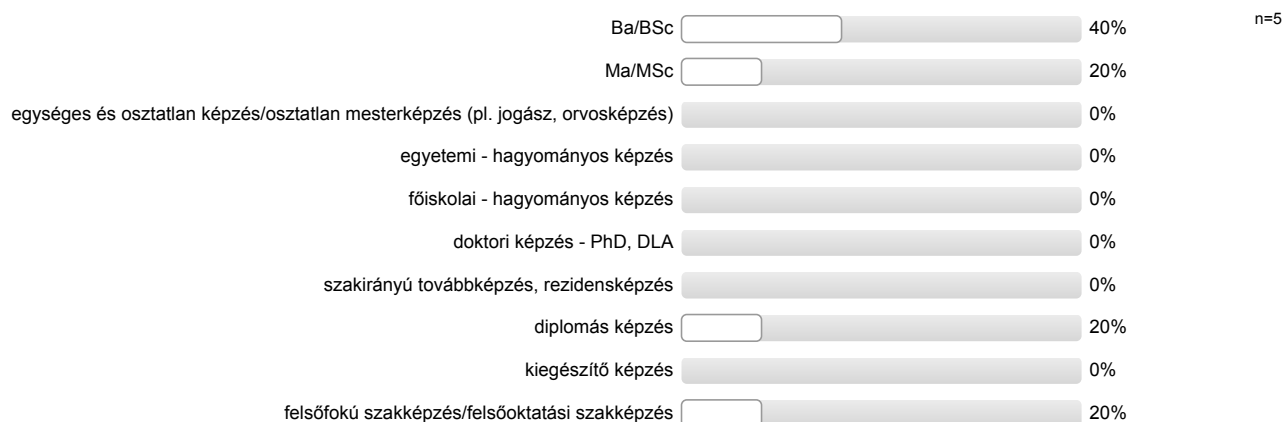 n=5
Ba/BSc 40%
Ma/MSc 20%
egységes és osztatlan képzés/osztatlan mesterképzés (pl. jogász, orvosképzés) 0%
egyetemi - hagyományos képzés 0%
főiskolai - hagyományos képzés 0%
doktori képzés - PhD, DLA 0%
szakirányú továbbképzés, rezidensképzés 0%
diplomás képzés 20%
kiegészítő képzés 0%
felsőfokú szakképzés/felsőoktatási szakképzés 20%